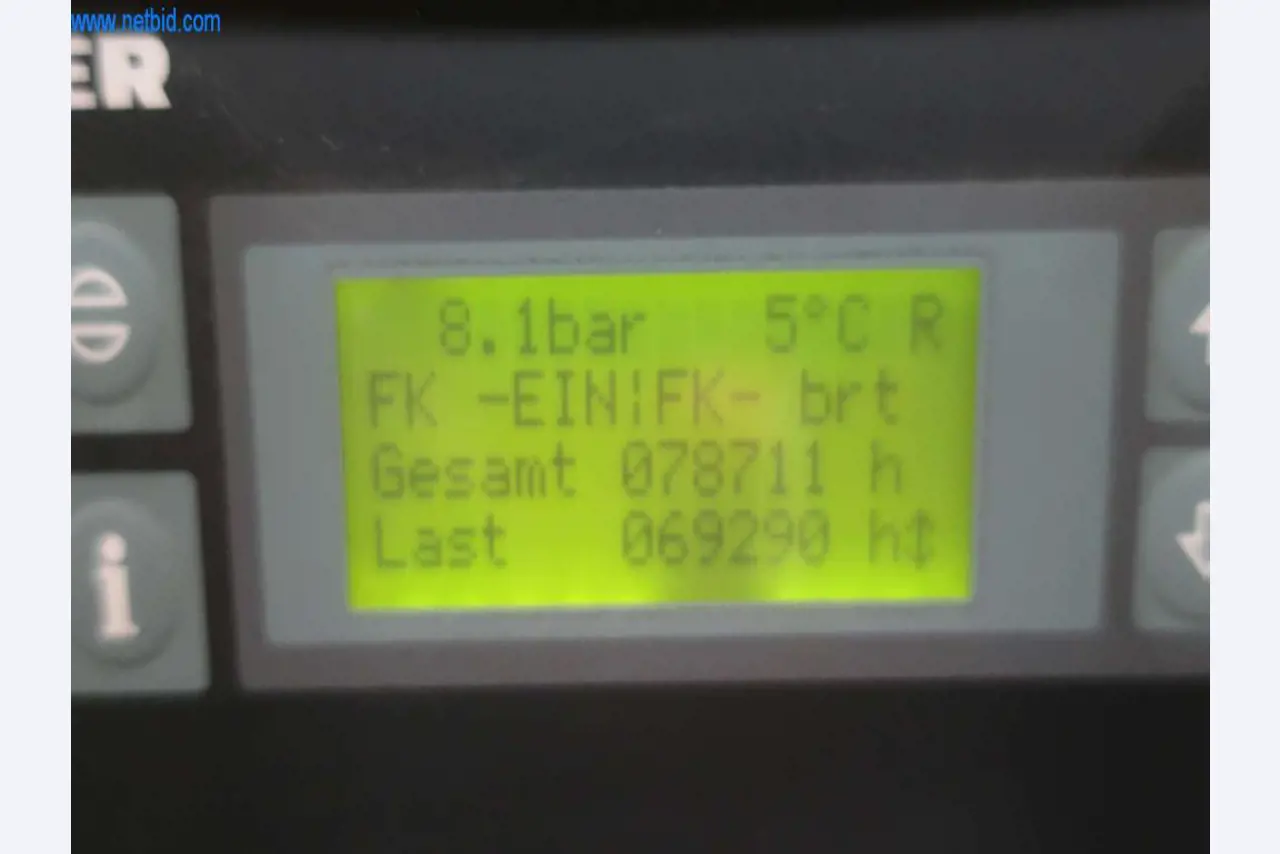 www.netbid.com
ER
8.1bar 5°C R
FK -EIN¦FK- brt
Gesamt 078711 h
Last 069290 h↕
i